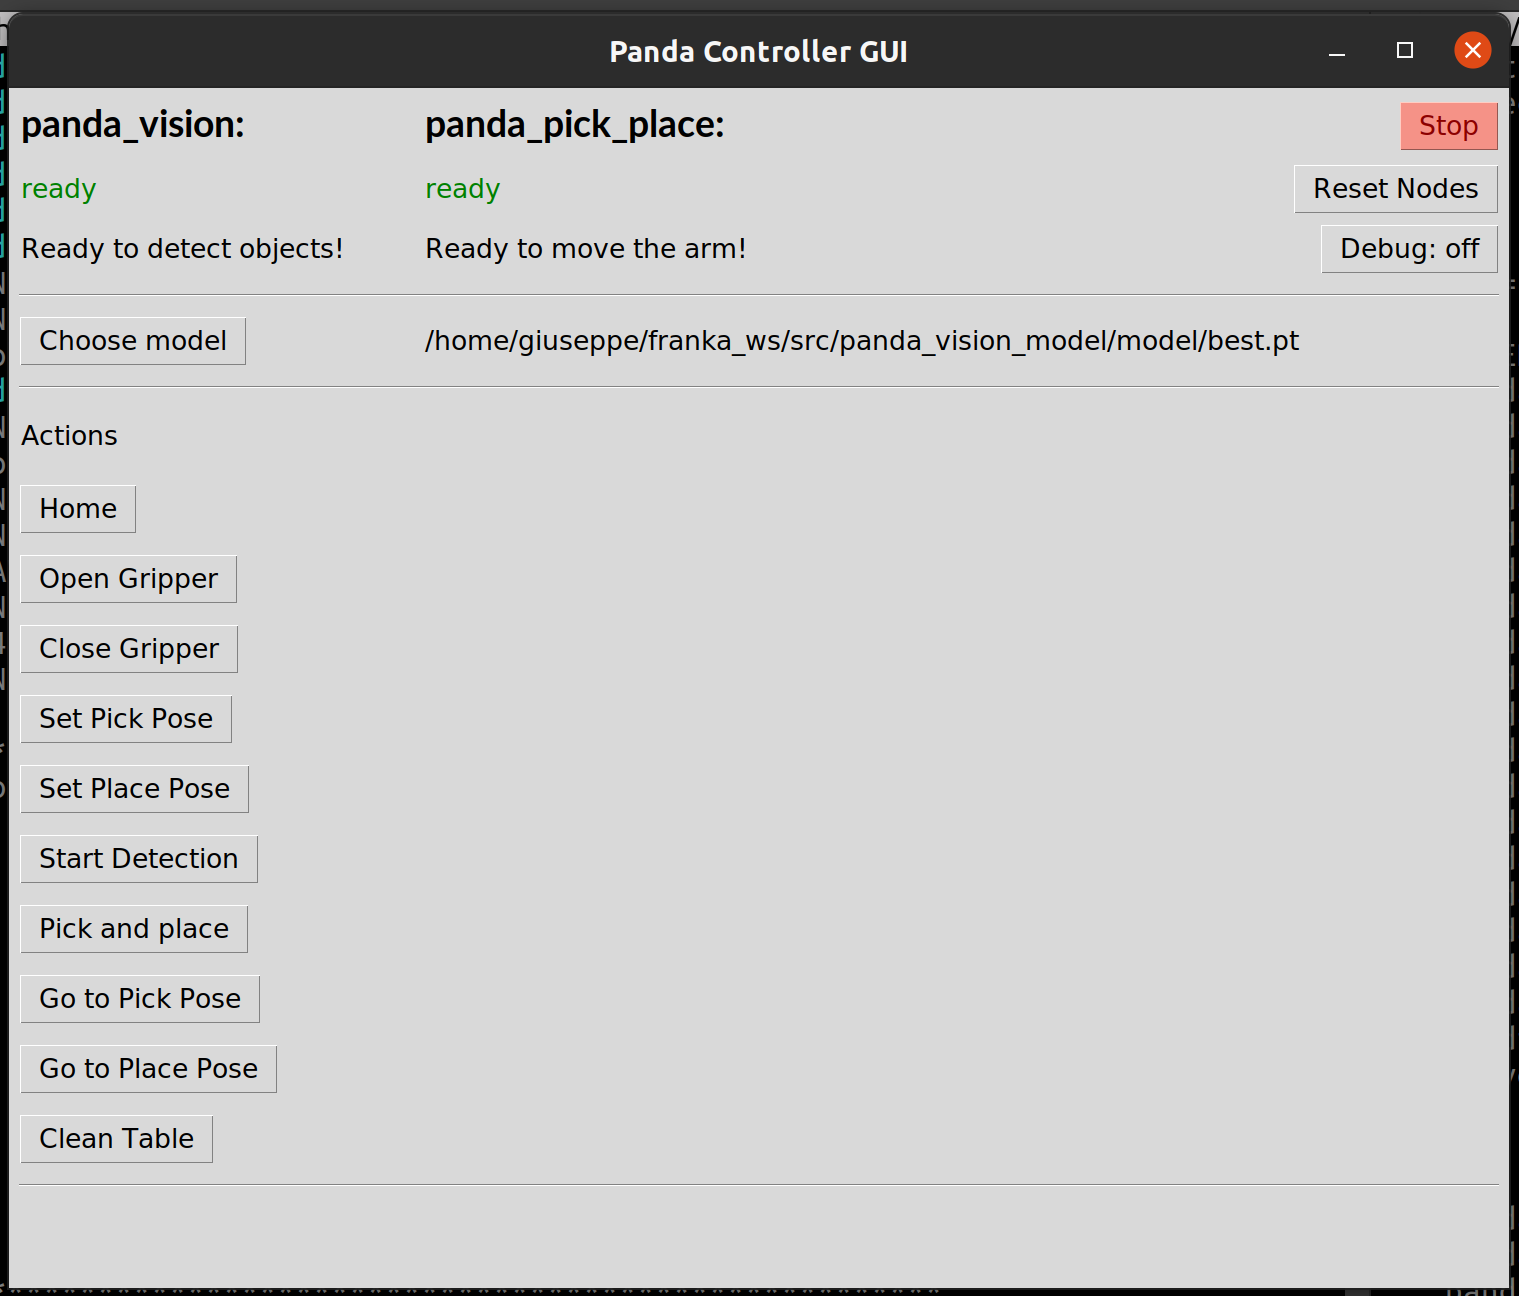 Panda Controller GUI
panda_vision: panda_pick_place: Stop
ready ready Reset Nodes
Ready to detect objects! Ready to move the arm! Debug: off
Choose model /home/giuseppe/franka_ws/src/panda_vision_model/model/best.pt
Actions
Home
Open Gripper
Close Gripper
Set Pick Pose
Set Place Pose
Start Detection
Pick and place
Go to Pick Pose
Go to Place Pose
Clean Table